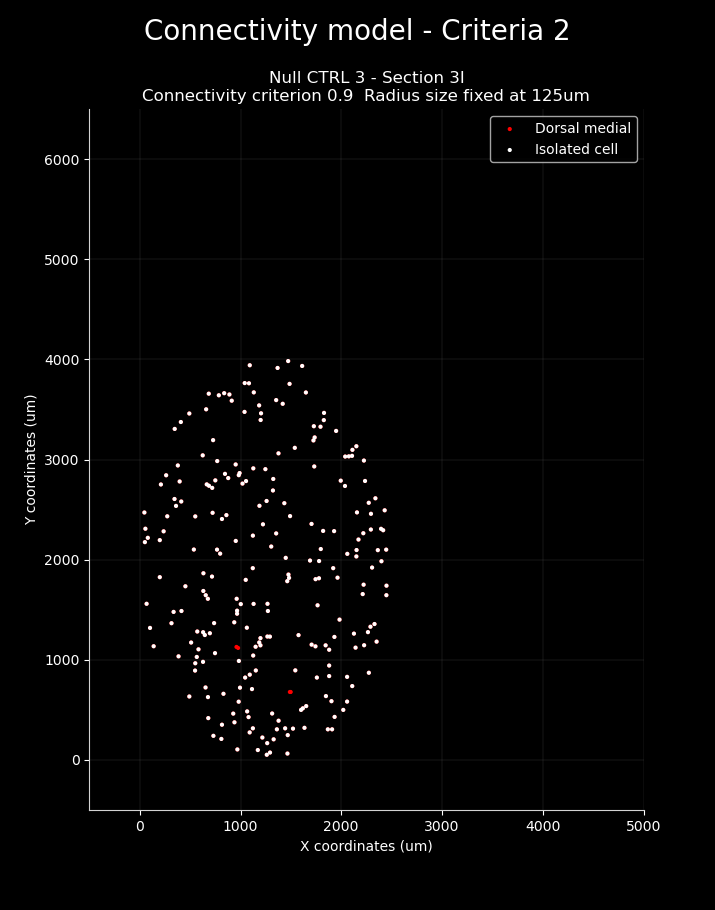 Connectivity model - Criteria 2
Null CTRL 3 - Section 3l
Connectivity criterion 0.9  Radius size fixed at 125um
Dorsal medial
Isolated cell
6000
5000
4000
3000
2000
1000
0
Y coordinates (um)
0
1000
2000
3000
4000
5000
X coordinates (um)